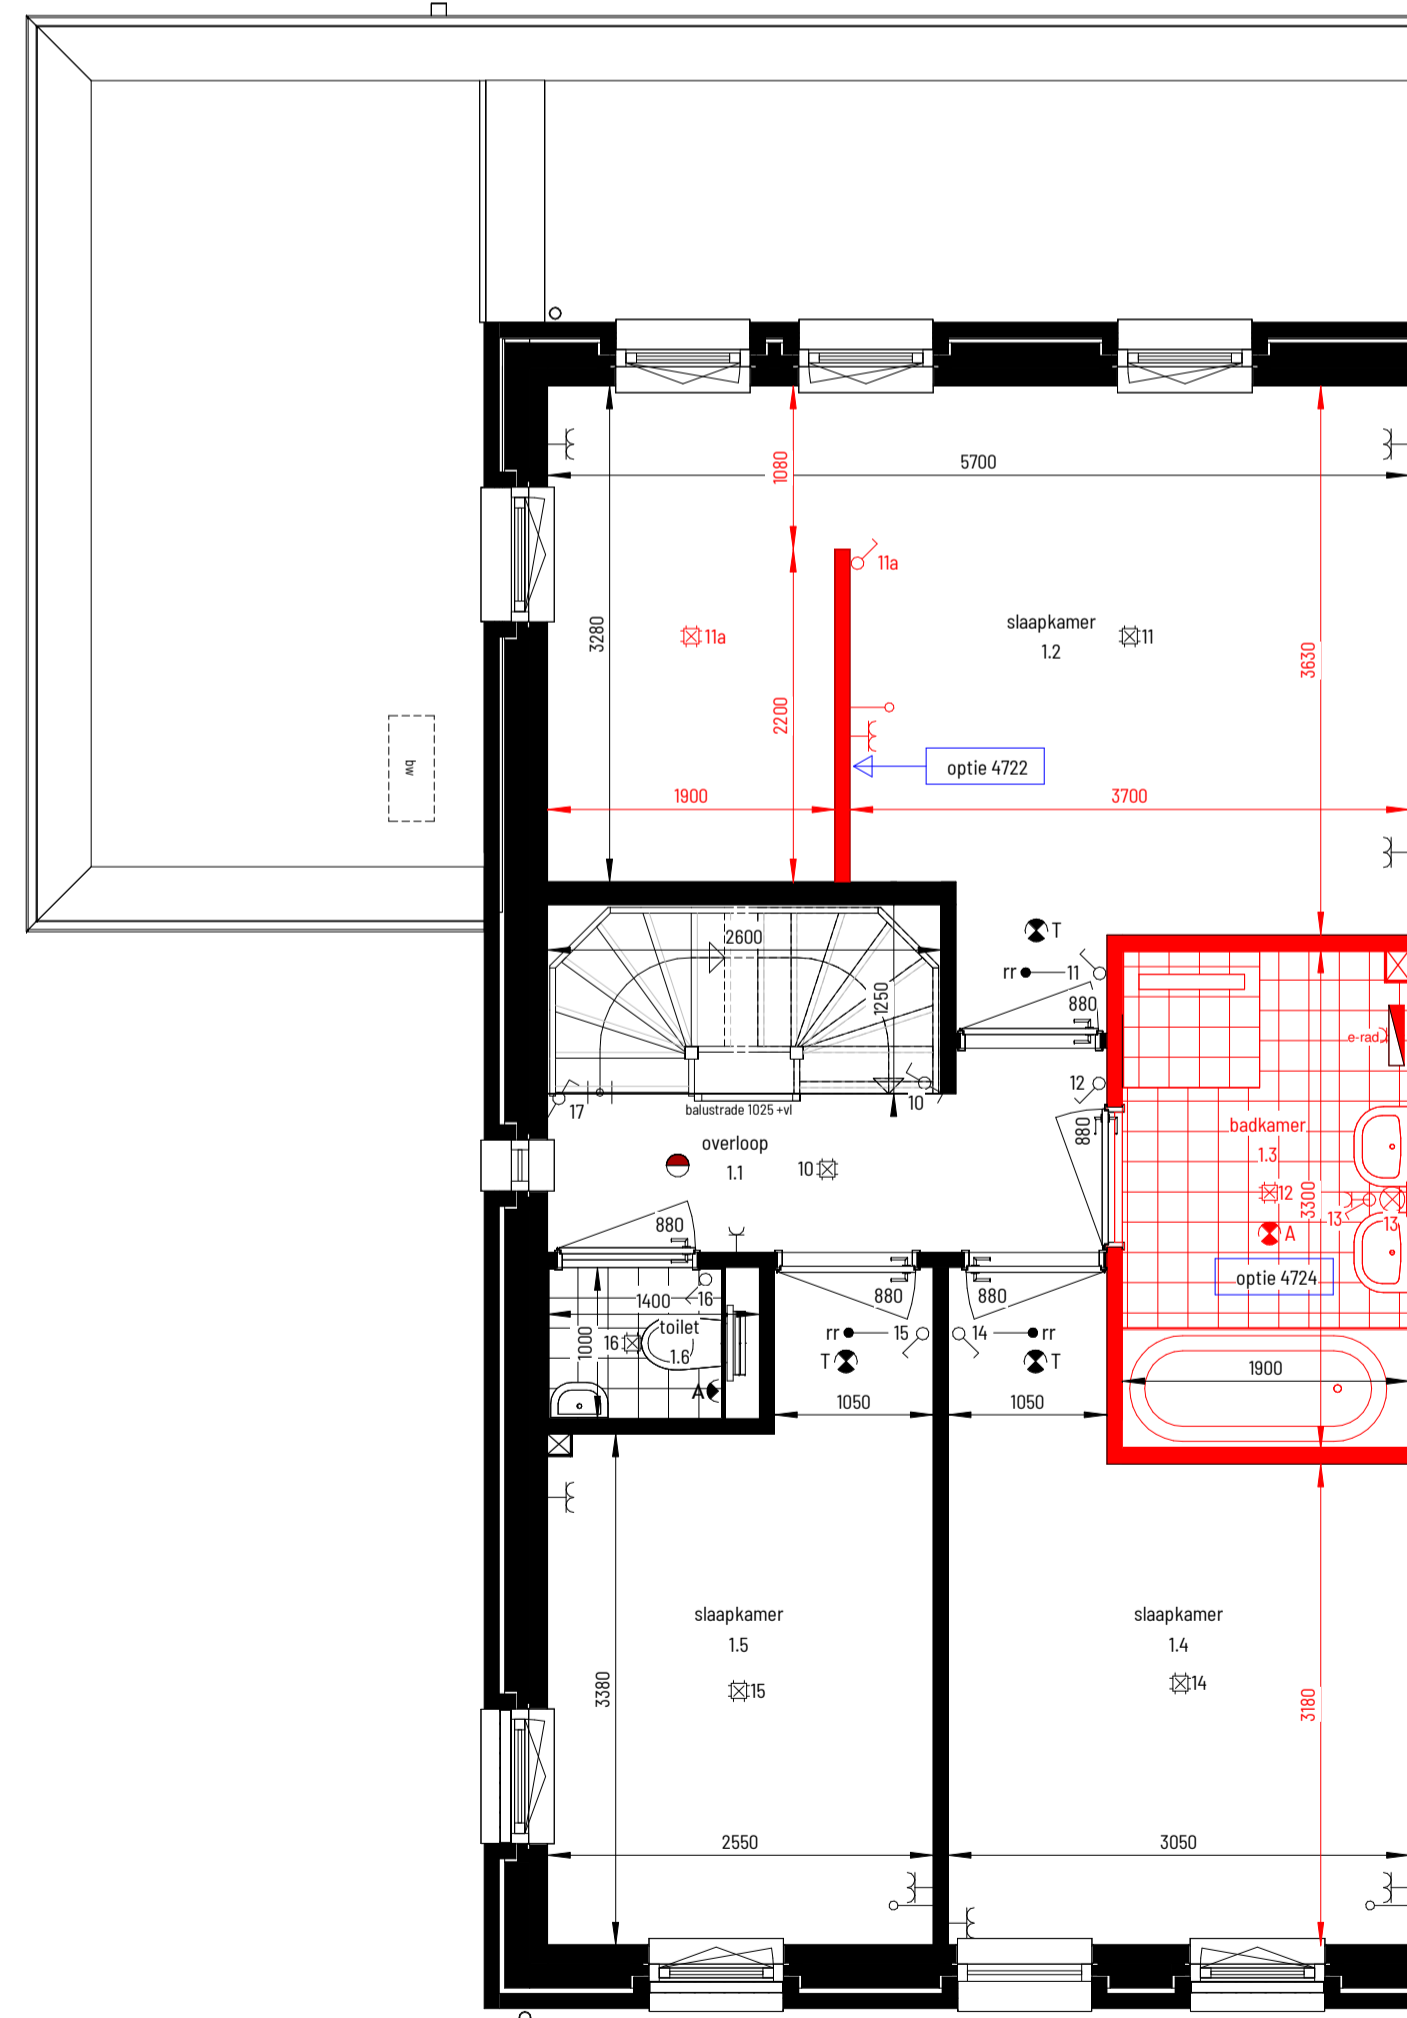 5700
1080
11a
3280
11a
slaapkamer
1.2
11
3630
2200
bw
optie 4722
1900
3700
2600
T
rr
11
1250
880
e-rad
12
17
10
balustrade 1025 +vl
overloop
1.1
10
880
badkamer
1.3
12
3300
13
13
A
880
optie 4724
1400
16
toilet
1.6
16
1000
A
880
880
rr
15
14
rr
T
T
1900
1050
1050
slaapkamer
1.5
15
slaapkamer
1.4
14
3380
3180
2550
3050